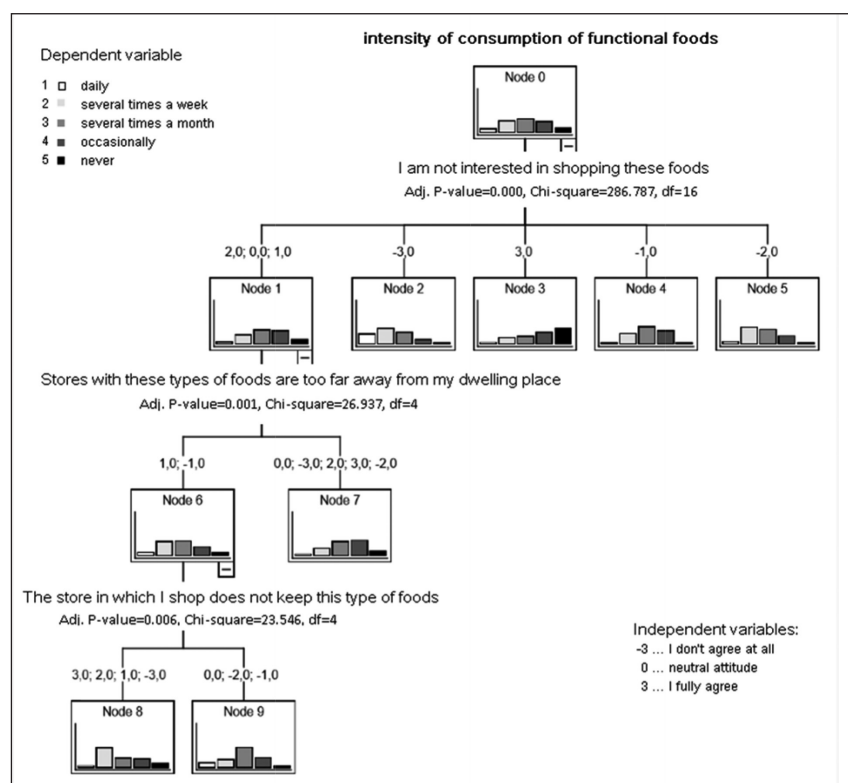 intensity of consumption of functional foods
Dependent variable
1 daily
2 several times a week
3 several times a month
4 occasionally
5 never
Node 0
I am not interested in shopping these foods
Adj. P-value=0.000, Chi-square=286.787, df=16
2,0; 0,0; 1,0
-3,0
3,0
-1,0
-2,0
Node 1
Node 2
Node 3
Node 4
Node 5
Stores with these types of foods are too far away from my dwelling place
Adj. P-value=0.001, Chi-square=26.937, df=4
1,0; -1,0
0,0; -3,0; 2,0; 3,0; -2,0
Node 6
Node 7
The store in which I shop does not keep this type of foods
Adj. P-value=0.006, Chi-square=23.546, df=4
3,0; 2,0; 1,0; -3,0
0,0; -2,0; -1,0
Node 8
Node 9
Independent variables:
-3 ... I don't agree at all
0 ... neutral attitude
3 ... I fully agree